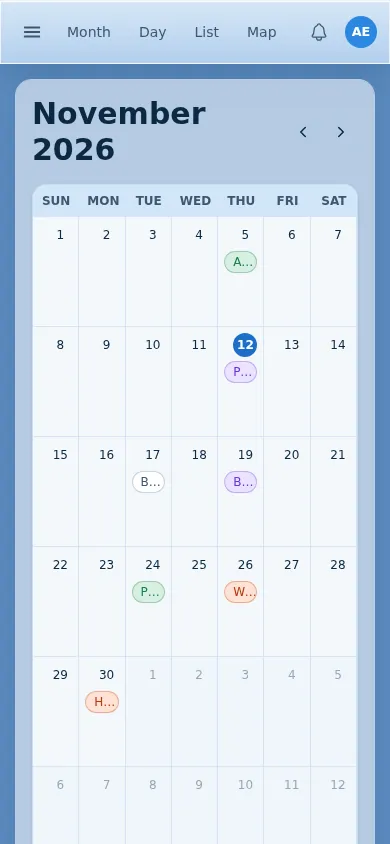 Month Day List Map AE
November
2026
SUN MON TUE WED THU FRI SAT
1 2 3 4 5 6 7
A...
8 9 10 11 12 13 14
P...
15 16 17 18 19 20 21
B... B...
22 23 24 25 26 27 28
P... W...
29 30 1 2 3 4 5
H...
6 7 8 9 10 11 12